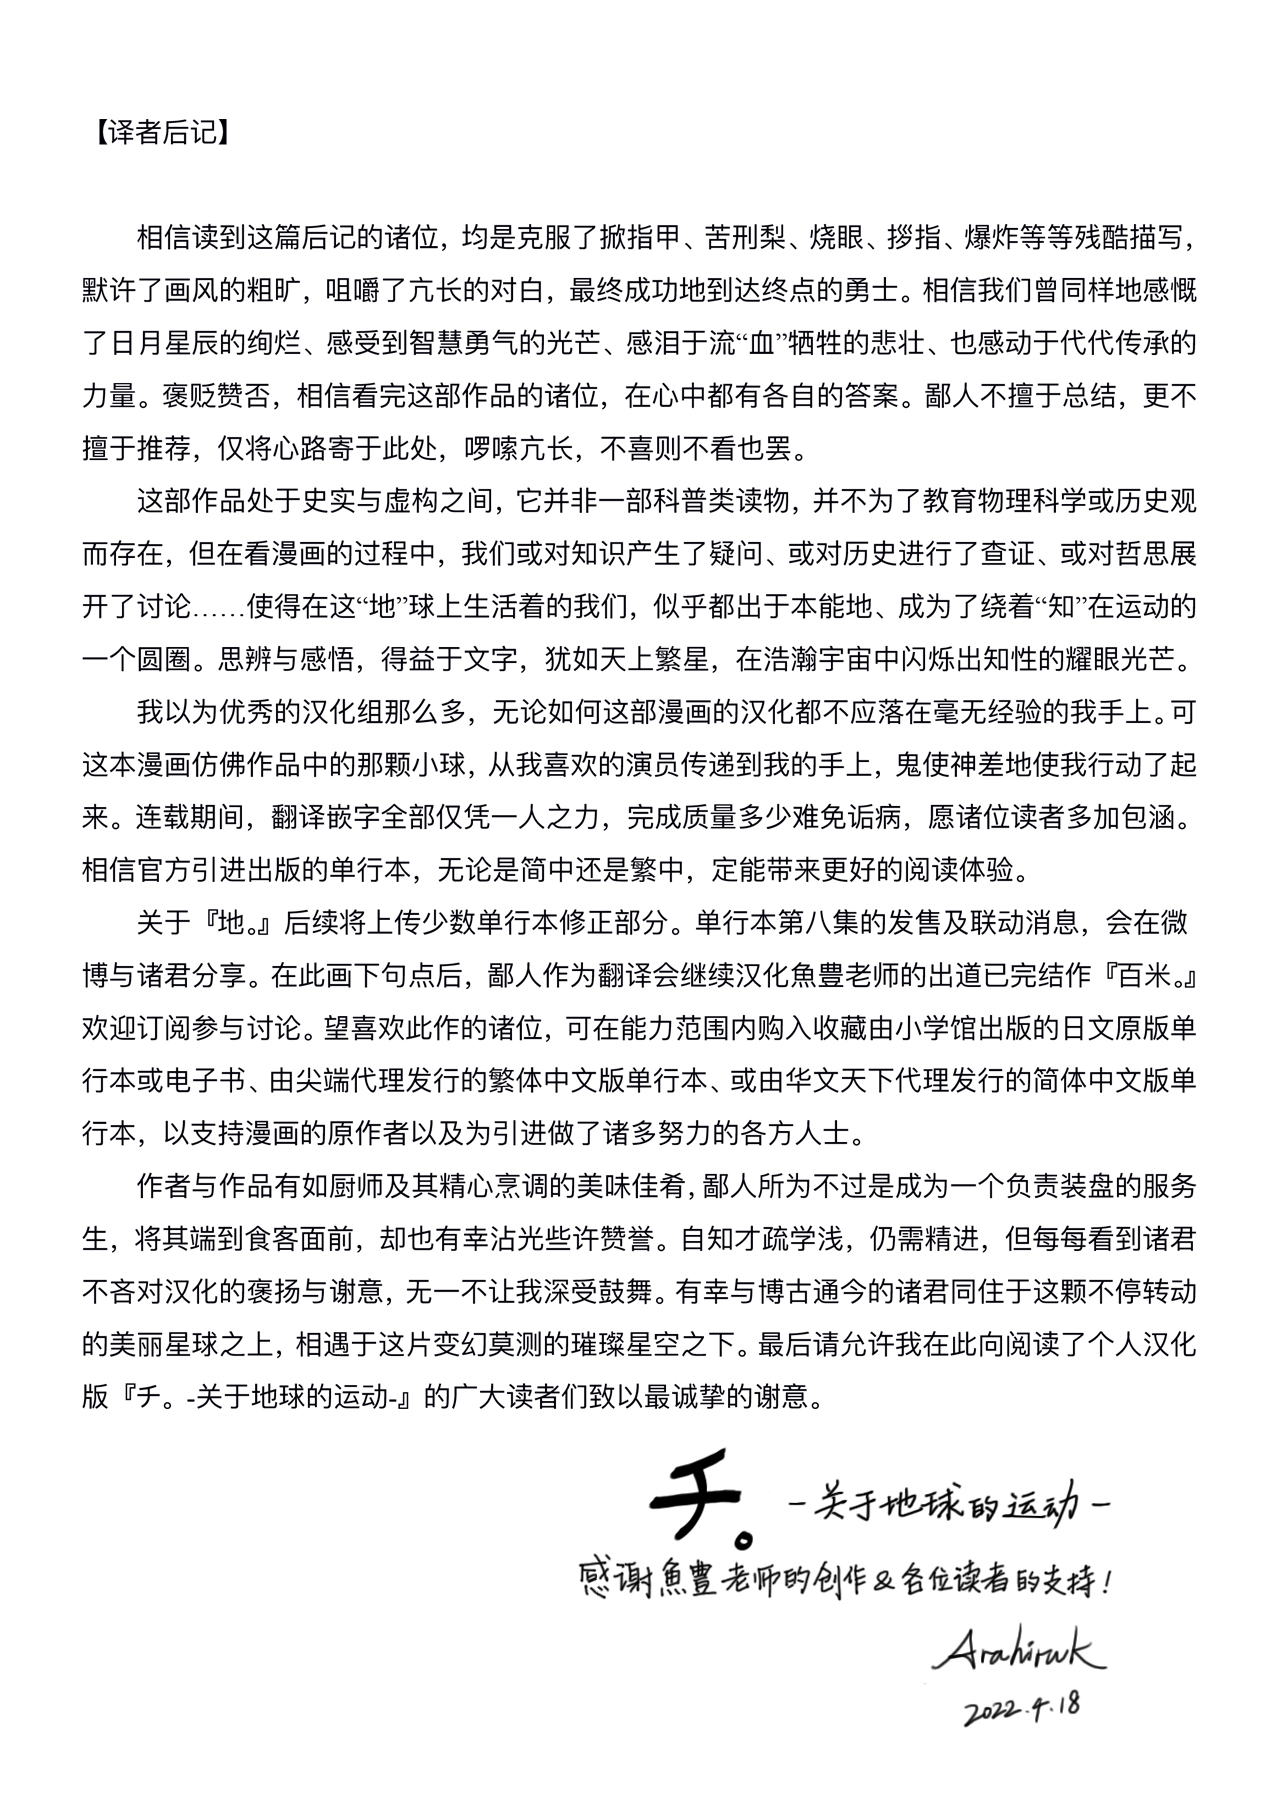 【译者后记】
相信读到这篇后记的诸位，均是克服了掀指甲、苦刑梨、烧眼、拶指、爆炸等等残酷描写，
默许了画风的粗旷，咀嚼了亢长的对白，最终成功地到达终点的勇士。相信我们曾同样地感慨
了日月星辰的绚烂、感受到智慧勇气的光芒、感泪于流“血”牺牲的悲壮、也感动于代代传承的
力量。褒贬赞否，相信看完这部作品的诸位，在心中都有各自的答案。鄙人不擅于总结，更不
擅于推荐，仅将心路寄于此处，啰嗦亢长，不喜则不看也罢。
这部作品处于史实与虚构之间，它并非一部科普类读物，并不为了教育物理科学或历史观
而存在，但在看漫画的过程中，我们或对知识产生了疑问、或对历史进行了查证、或对哲思展
开了讨论……使得在这“地”球上生活着的我们，似乎都出于本能地、成为了绕着“知”在运动的
一个圆圈。思辨与感悟，得益于文字，犹如天上繁星，在浩瀚宇宙中闪烁出知性的耀眼光芒。
我以为优秀的汉化组那么多，无论如何这部漫画的汉化都不应落在毫无经验的我手上。可
这本漫画仿佛作品中的那颗小球，从我喜欢的演员传递到我的手上，鬼使神差地使我行动了起
来。连载期间，翻译嵌字全部仅凭一人之力，完成质量多少难免诟病，愿诸位读者多加包涵。
相信官方引进出版的单行本，无论是简中还是繁中，定能带来更好的阅读体验。
关于『地。』后续将上传少数单行本修正部分。单行本第八集的发售及联动消息，会在微
博与诸君分享。在此画下句点后，鄙人作为翻译会继续汉化魚豊老师的出道已完结作『百米。』
欢迎订阅参与讨论。望喜欢此作的诸位，可在能力范围内购入收藏由小学馆出版的日文原版单
行本或电子书、由尖端代理发行的繁体中文版单行本、或由华文天下代理发行的简体中文版单
行本，以支持漫画的原作者以及为引进做了诸多努力的各方人士。
作者与作品有如厨师及其精心烹调的美味佳肴，鄙人所为不过是成为一个负责装盘的服务
生，将其端到食客面前，却也有幸沾光些许赞誉。自知才疏学浅，仍需精进，但每每看到诸君
不吝对汉化的褒扬与谢意，无一不让我深受鼓舞。有幸与博古通今的诸君同住于这颗不停转动
的美丽星球之上，相遇于这片变幻莫测的璀璨星空之下。最后请允许我在此向阅读了个人汉化
版『チ。-关于地球的运动-』的广大读者们致以最诚挚的谢意。
チ。-关于地球的运动-
感谢魚豊老师的创作&各位读者的支持！
Arahiruk
2022.4.18